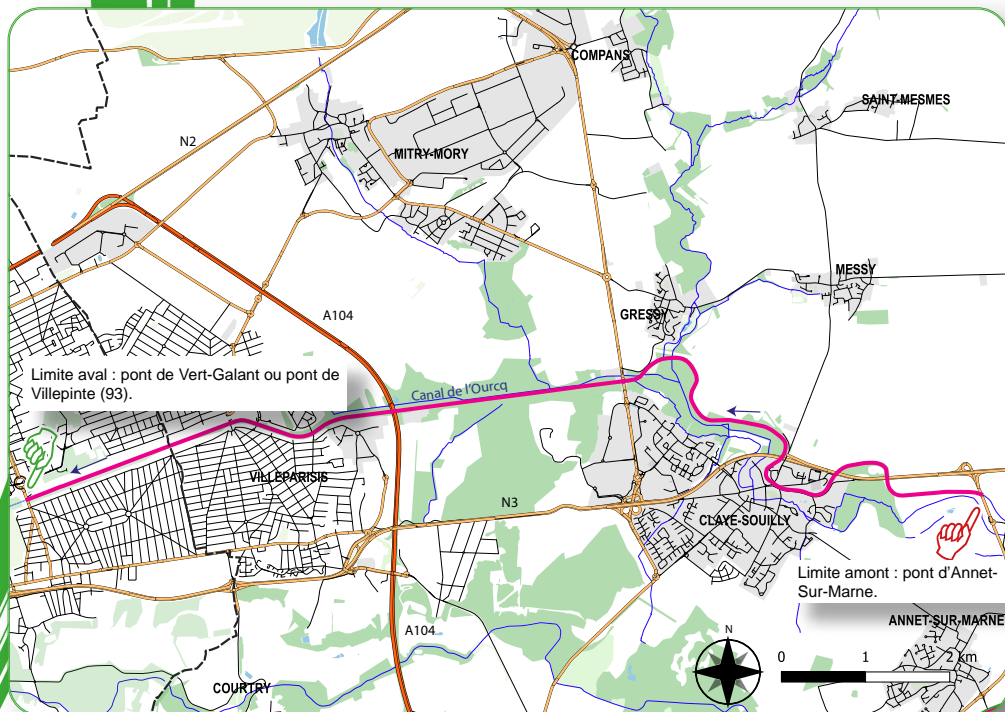 COMPANS
SAINT-MESMES
N2
MITRY-MORY
MESSY
GRESSY
A104
Limite aval : pont de Vert-Galant ou pont de
Villepinte (93).
Canal de l'Ourcq
VILLEPARISIS
N3
CLAYE-SOUILLY
Limite amont : pont d'Annet-
Sur-Marne.
ANNET-SUR-MARNE
A104
N
0 1 2 km
COURTRY